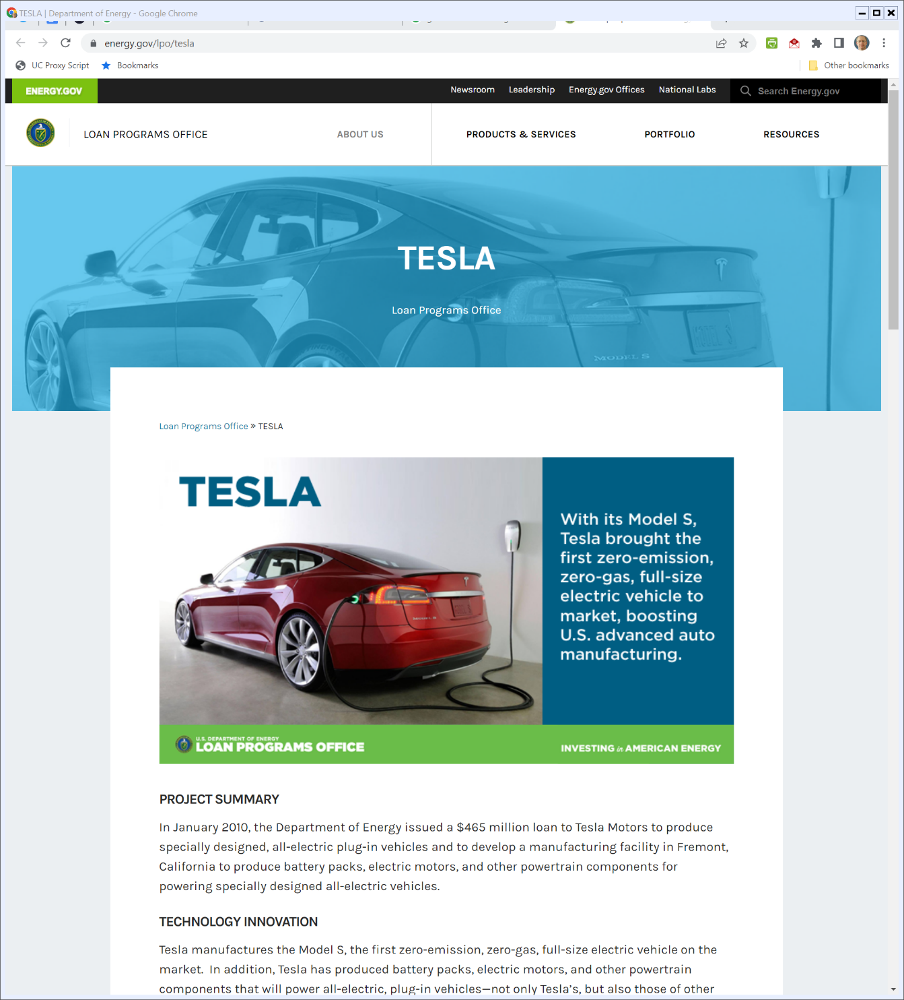 TESLA | Department of Energy - Google Chrome
energy.gov/lpo/tesla
UC Proxy Script Bookmarks Other bookmarks
ENERGY.GOV Newsroom Leadership Energy.gov Offices National Labs Search Energy.gov
LOAN PROGRAMS OFFICE ABOUT US PRODUCTS & SERVICES PORTFOLIO RESOURCES
TESLA
Loan Programs Office
MODEL S
MODEL S
Loan Programs Office » TESLA
TESLA
With its Model S,
Tesla brought the
first zero-emission,
zero-gas, full-size
electric vehicle to
market, boosting
U.S. advanced auto
manufacturing.
MODEL S
U.S. DEPARTMENT OF ENERGY
LOAN PROGRAMS OFFICE
INVESTING in AMERICAN ENERGY
PROJECT SUMMARY
In January 2010, the Department of Energy issued a $465 million loan to Tesla Motors to produce
specially designed, all-electric plug-in vehicles and to develop a manufacturing facility in Fremont,
California to produce battery packs, electric motors, and other powertrain components for
powering specially designed all-electric vehicles.
TECHNOLOGY INNOVATION
Tesla manufactures the Model S, the first zero-emission, zero-gas, full-size electric vehicle on the
market. In addition, Tesla has produced battery packs, electric motors, and other powertrain
components that will power all-electric, plug-in vehicles—not only Tesla's, but also those of other